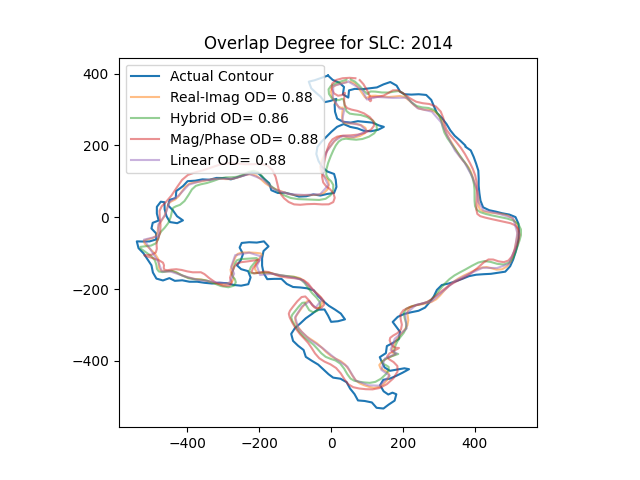 Overlap Degree for SLC: 2014
Actual Contour
Real-Imag OD= 0.88
Hybrid OD= 0.86
Mag/Phase OD= 0.88
Linear OD= 0.88
400
200
0
−200
−400
−400 −200 0 200 400